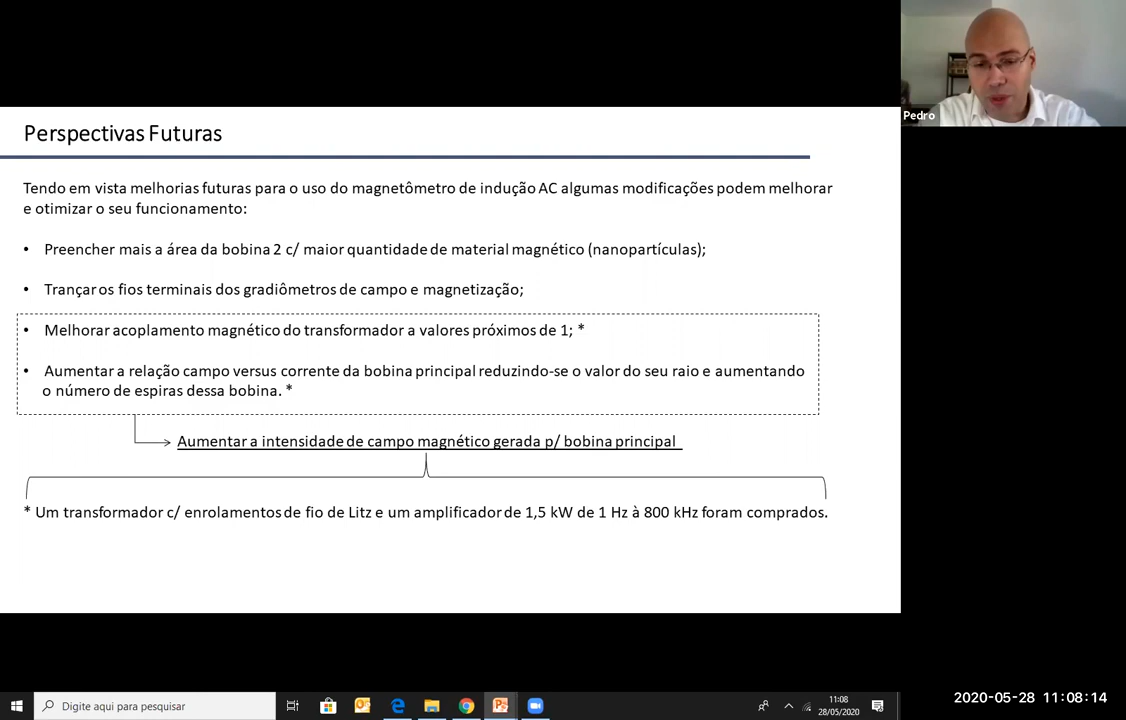 Pedro
Perspectivas Futuras
Tendo em vista melhorias futuras para o uso do magnetômetro de indução AC algumas modificações podem melhorar
e otimizar o seu funcionamento:
• Preencher mais a área da bobina 2 c/ maior quantidade de material magnético (nanopartículas);
• Trançar os fios terminais dos gradiômetros de campo e magnetização;
• Melhorar acoplamento magnético do transformador a valores próximos de 1; *
• Aumentar a relação campo versus corrente da bobina principal reduzindo-se o valor do seu raio e aumentando
o número de espiras dessa bobina. *
Aumentar a intensidade de campo magnético gerada p/ bobina principal
* Um transformador c/ enrolamentos de fio de Litz e um amplificador de 1,5 kW de 1 Hz à 800 kHz foram comprados.
Digite aqui para pesquisar
11:08
28/05/2020
2020-05-28 11:08:14